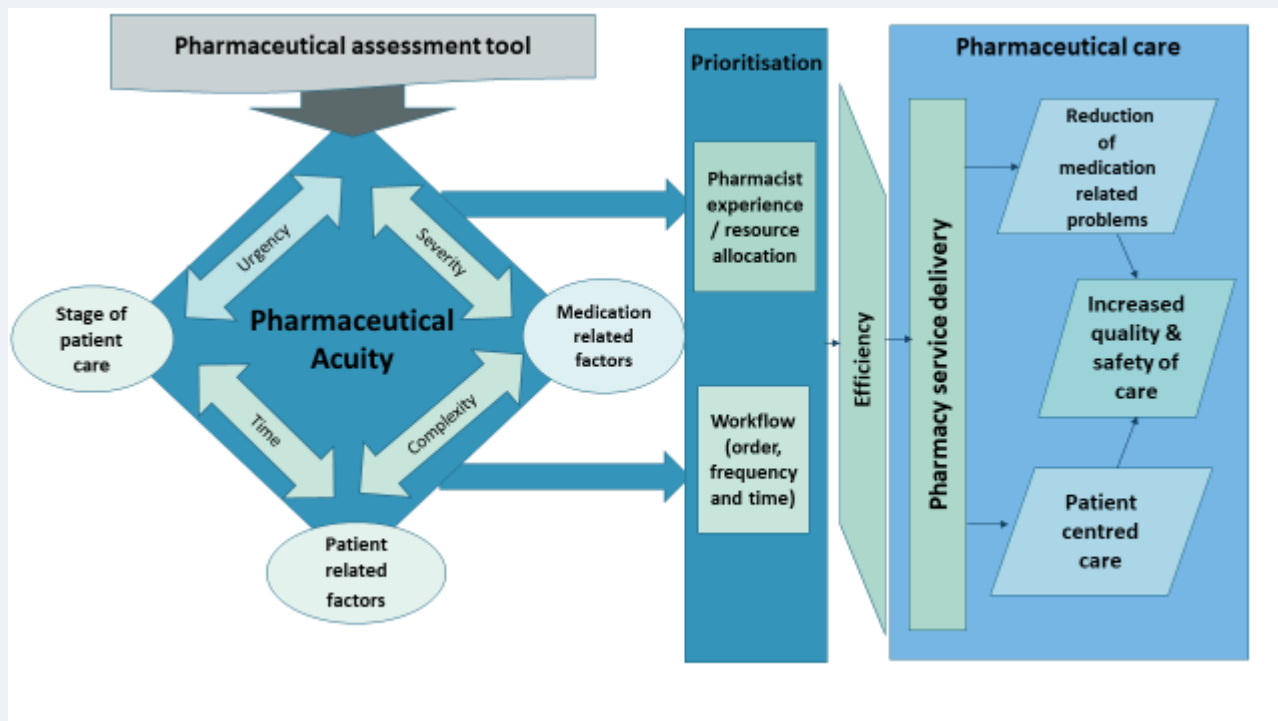 Pharmaceutical assessment tool
Urgency
Severity
Stage of
patient
care
Pharmaceutical
Acuity
Medication
related
factors
Time
Complexity
Patient
related
factors
Prioritisation
Pharmacist
experience
/ resource
allocation
Workflow
(order,
frequency
and time)
Efficiency
Pharmaceutical care
Pharmacy service delivery
Reduction
of
medication
related
problems
Increased
quality &
safety of
care
Patient
centred
care